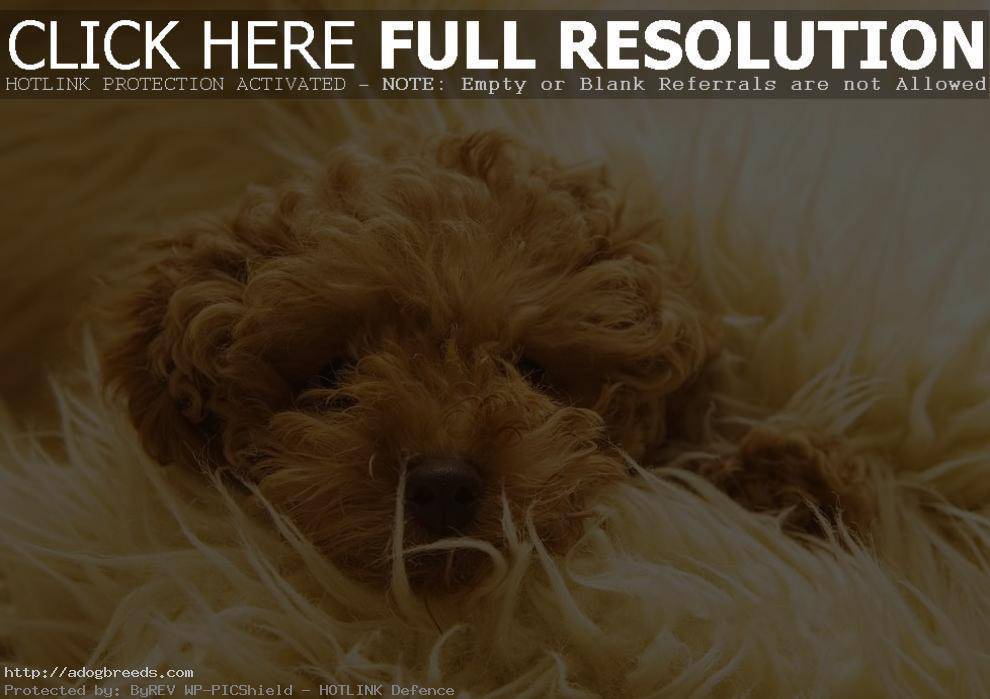 CLICK HERE FULL RESOLUTION
HOTLINK PROTECTION ACTIVATED - NOTE: Empty or Blank Referrals are not Allowed
http://adogbreeds.com
Protected by: ByREV WP-PICShield - HOTLINK Defence